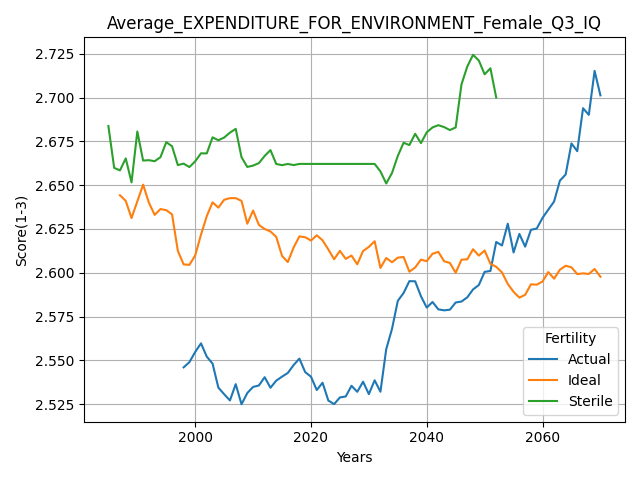 Average_EXPENDITURE_FOR_ENVIRONMENT_Female_Q3_IQ
Score(1-3)
2.725
2.700
2.675
2.650
2.625
2.600
2.575
2.550
2.525
Fertility
Actual
Ideal
Sterile
2000
2020
2040
2060
Years